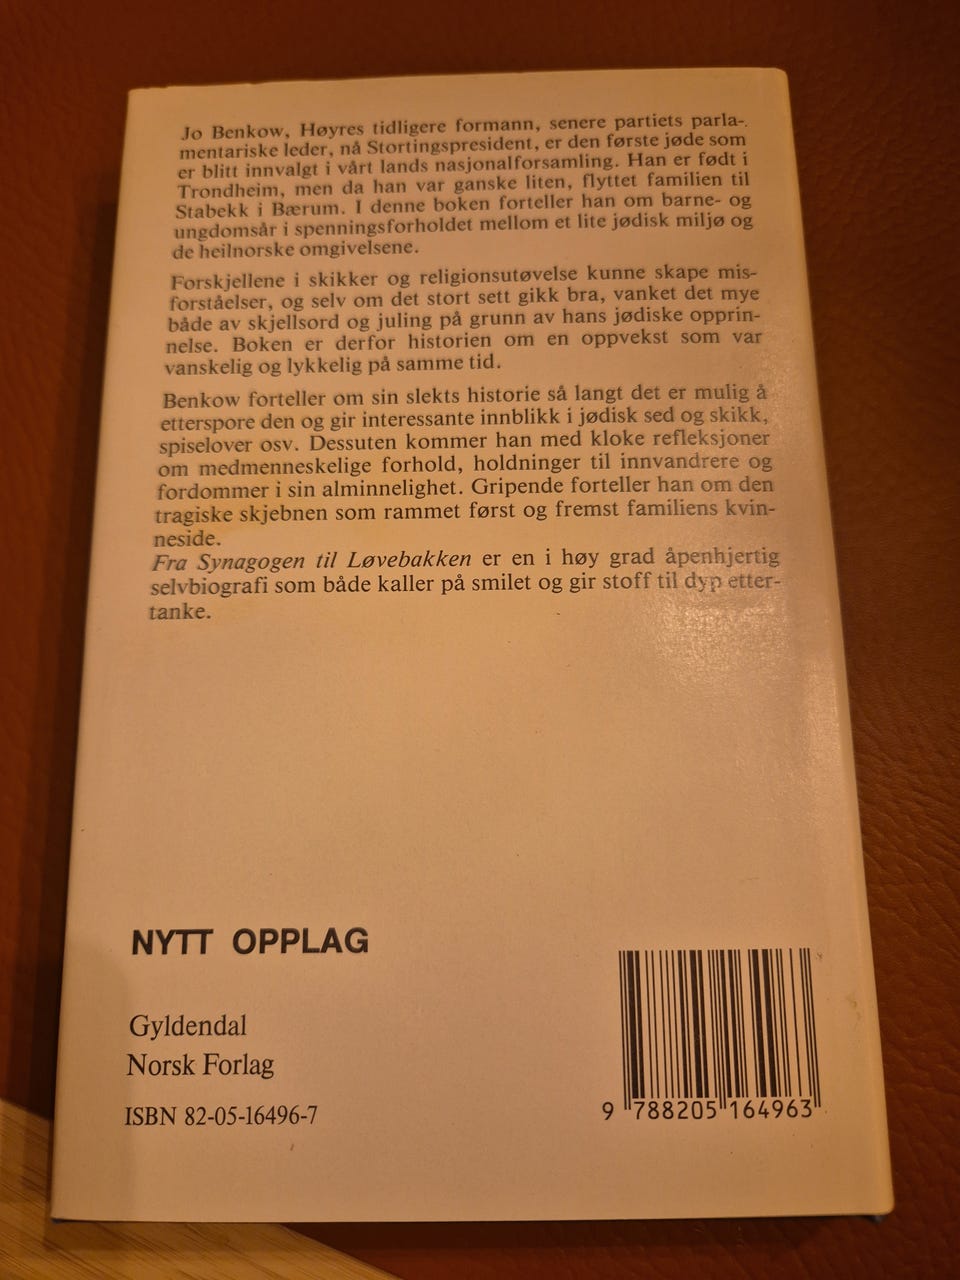 Jo Benkow, Høyres tidligere formann, senere partiets parla-
mentariske leder, nå Stortingspresident, er den første jøde som
er blitt innvalgt i vårt lands nasjonalforsamling. Han er født i
Trondheim, men da han var ganske liten, flyttet familien til
Stabekk i Bærum. I denne boken forteller han om barne- og
ungdomsår i spenningsforholdet mellom et lite jødisk miljø og
de heilnorske omgivelsene.
Forskjellene i skikker og religionsutøvelse kunne skape mis-
forståelser, og selv om det stort sett gikk bra, vanket det mye
både av skjellsord og juling på grunn av hans jødiske opprin-
nelse. Boken er derfor historien om en oppvekst som var
vanskelig og lykkelig på samme tid.
Benkow forteller om sin slekts historie så langt det er mulig å
etterspore den og gir interessante innblikk i jødisk sed og skikk,
spiselover osv. Dessuten kommer han med kloke refleksjoner
om medmenneskelige forhold, holdninger til innvandrere og
fordommer i sin alminnelighet. Gripende forteller han om den
tragiske skjebnen som rammet først og fremst familiens kvin-
neside.
Fra Synagogen til Løvebakken er en i høy grad åpenhjertig
selvbiografi som både kaller på smilet og gir stoff til dyp etter-
tanke.
NYTT OPPLAG
Gyldendal
Norsk Forlag
ISBN 82-05-16496-7
9 788205 164963